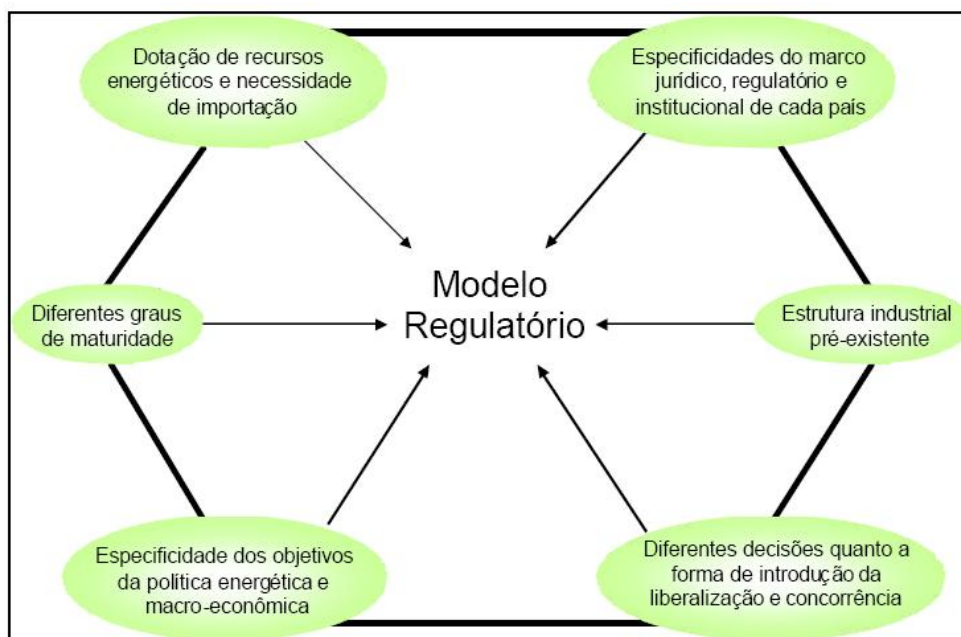 Dotação de recursos
energéticos e necessidade
de importação
Especificidades do marco
jurídico, regulatório e
institucional de cada país
Diferentes graus
de maturidade
Modelo
Regulatório
Estrutura industrial
pré-existente
Especificidade dos objetivos
da política energética e
macro-econômica
Diferentes decisões quanto a
forma de introdução da
liberalização e concorrência